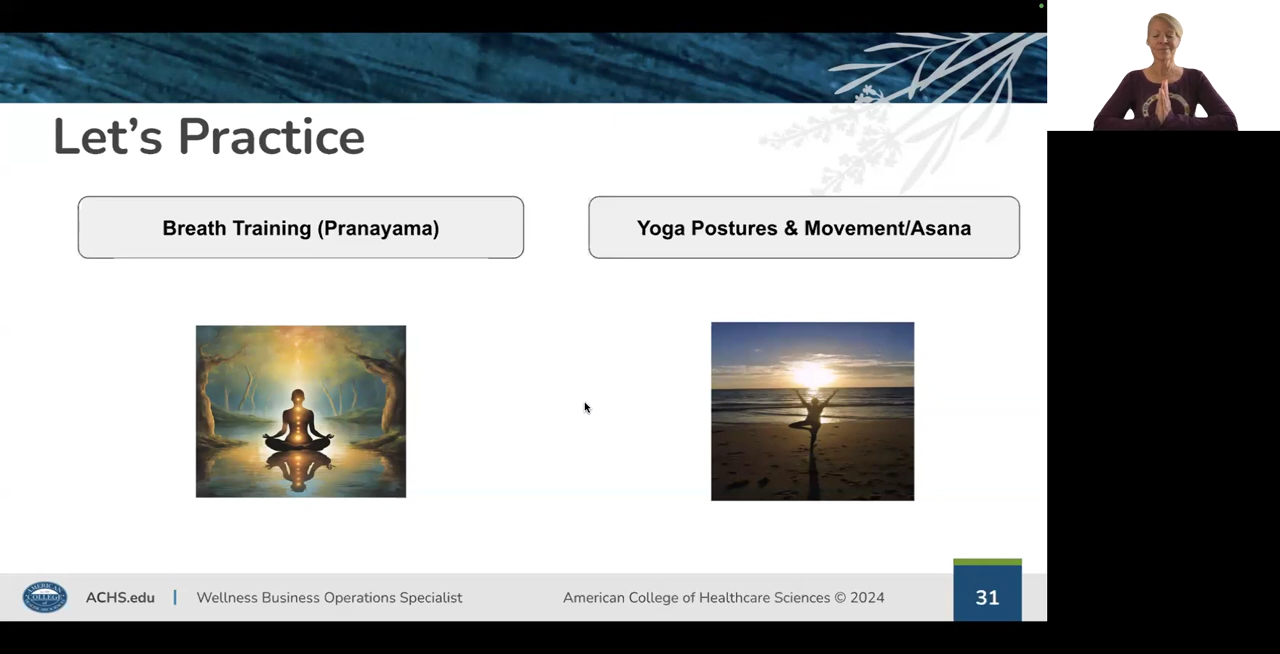 Let's Practice
Breath Training (Pranayama)
Yoga Postures & Movement/Asana
ACHS.edu | Wellness Business Operations Specialist
American College of Healthcare Sciences © 2024
31